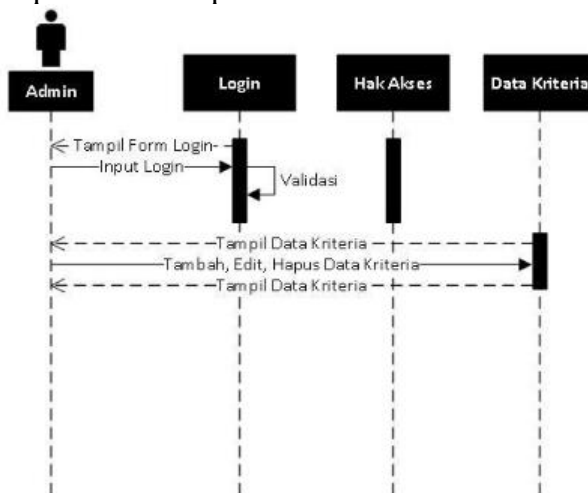 Admin
Login
Hak Akses
Data Kriteria
Tampil Form Login
Input Login
Validasi
Tampil Data Kriteria
Tambah, Edit, Hapus Data Kriteria
Tampil Data Kriteria